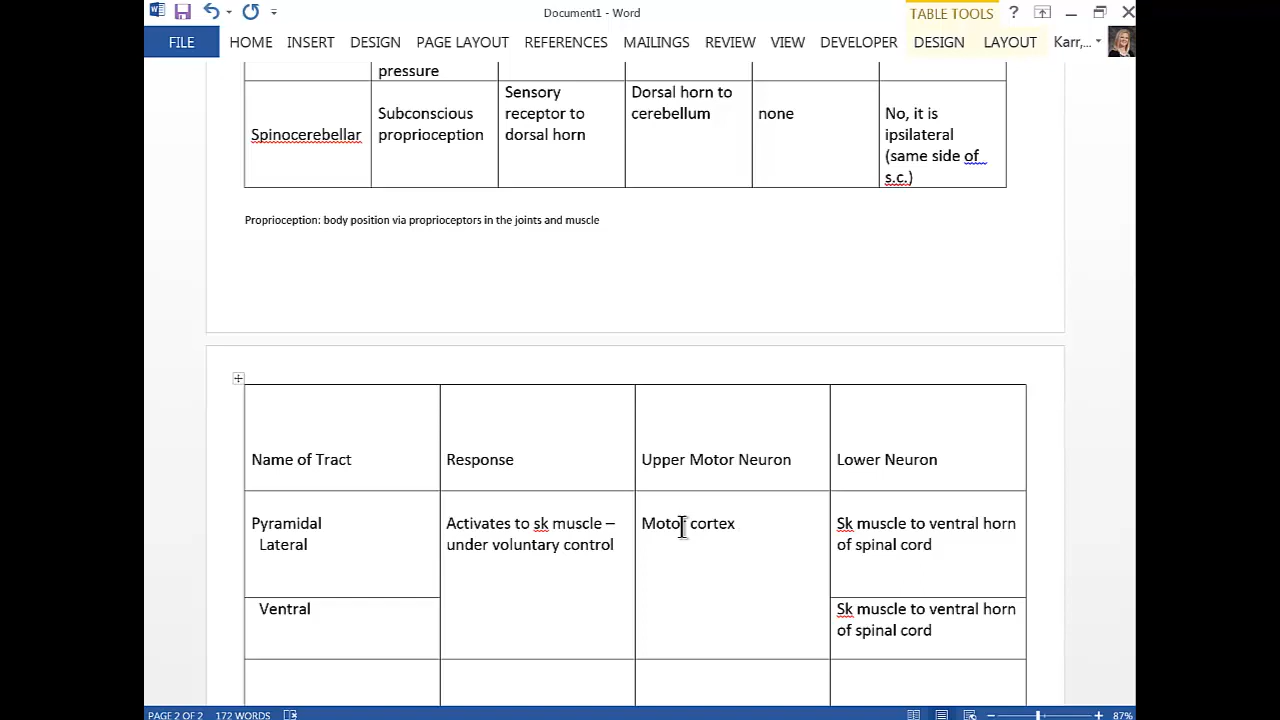 Document1 - Word
TABLE TOOLS
?
FILE
HOME
INSERT
DESIGN
PAGE LAYOUT
REFERENCES
MAILINGS
REVIEW
VIEW
DEVELOPER
DESIGN
LAYOUT
Karr,...
pressure
Spinocerebellar
Subconscious
proprioception
Sensory
receptor to
dorsal horn
Dorsal horn to
cerebellum
none
No, it is
ipsilateral
(same side of
s.c.)
Proprioception: body position via proprioceptors in the joints and muscle
Name of Tract
Response
Upper Motor Neuron
Lower Neuron
Pyramidal
Lateral
Activates to sk muscle –
under voluntary control
Motor cortex
Sk muscle to ventral horn
of spinal cord
Ventral
Sk muscle to ventral horn
of spinal cord
PAGE 2 OF 2
172 WORDS
87%